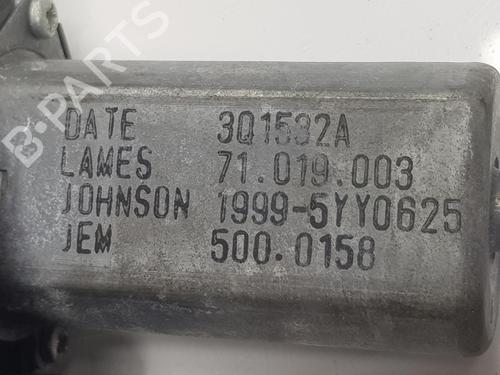 DATE 3Q1532A
LAMES 71.019.003
JOHNSON 1999-5YY0625
JEM 500.0158
B-PARTS